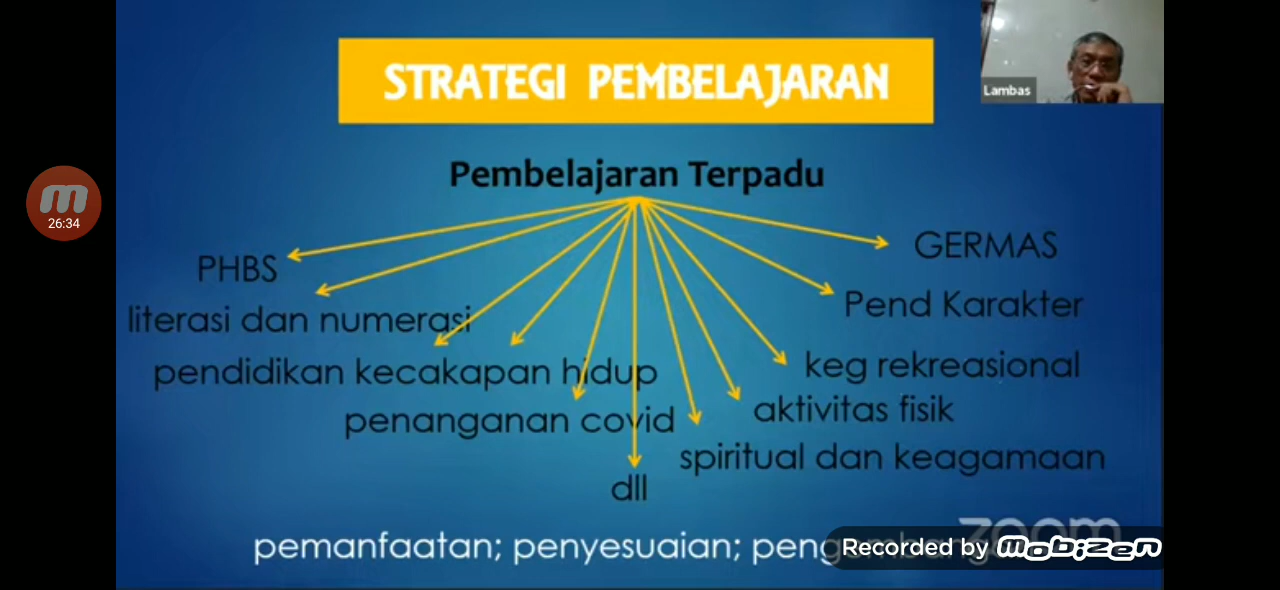 STRATEGI PEMBELAJARAN
Lambas
Pembelajaran Terpadu
26:34
GERMAS
PHBS
Pend Karakter
literasi dan numerasi
keg rekreasional
pendidikan kecakapan hidup
aktivitas fisik
penanganan covid
spiritual dan keagamaan
dll
zoom
pemanfaatan; penyesuaian;
Recorded by mobizen